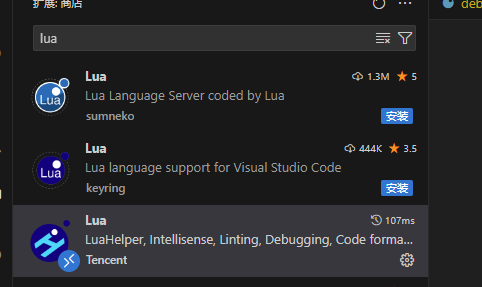 扩展: 商店
deb
lua
Lua
1.3M
5
Lua Language Server coded by Lua
sumneko
安装
Lua
444K
3.5
Lua language support for Visual Studio Code
keyring
安装
Lua
107ms
LuaHelper, Intellisense, Linting, Debugging, Code forma...
Tencent